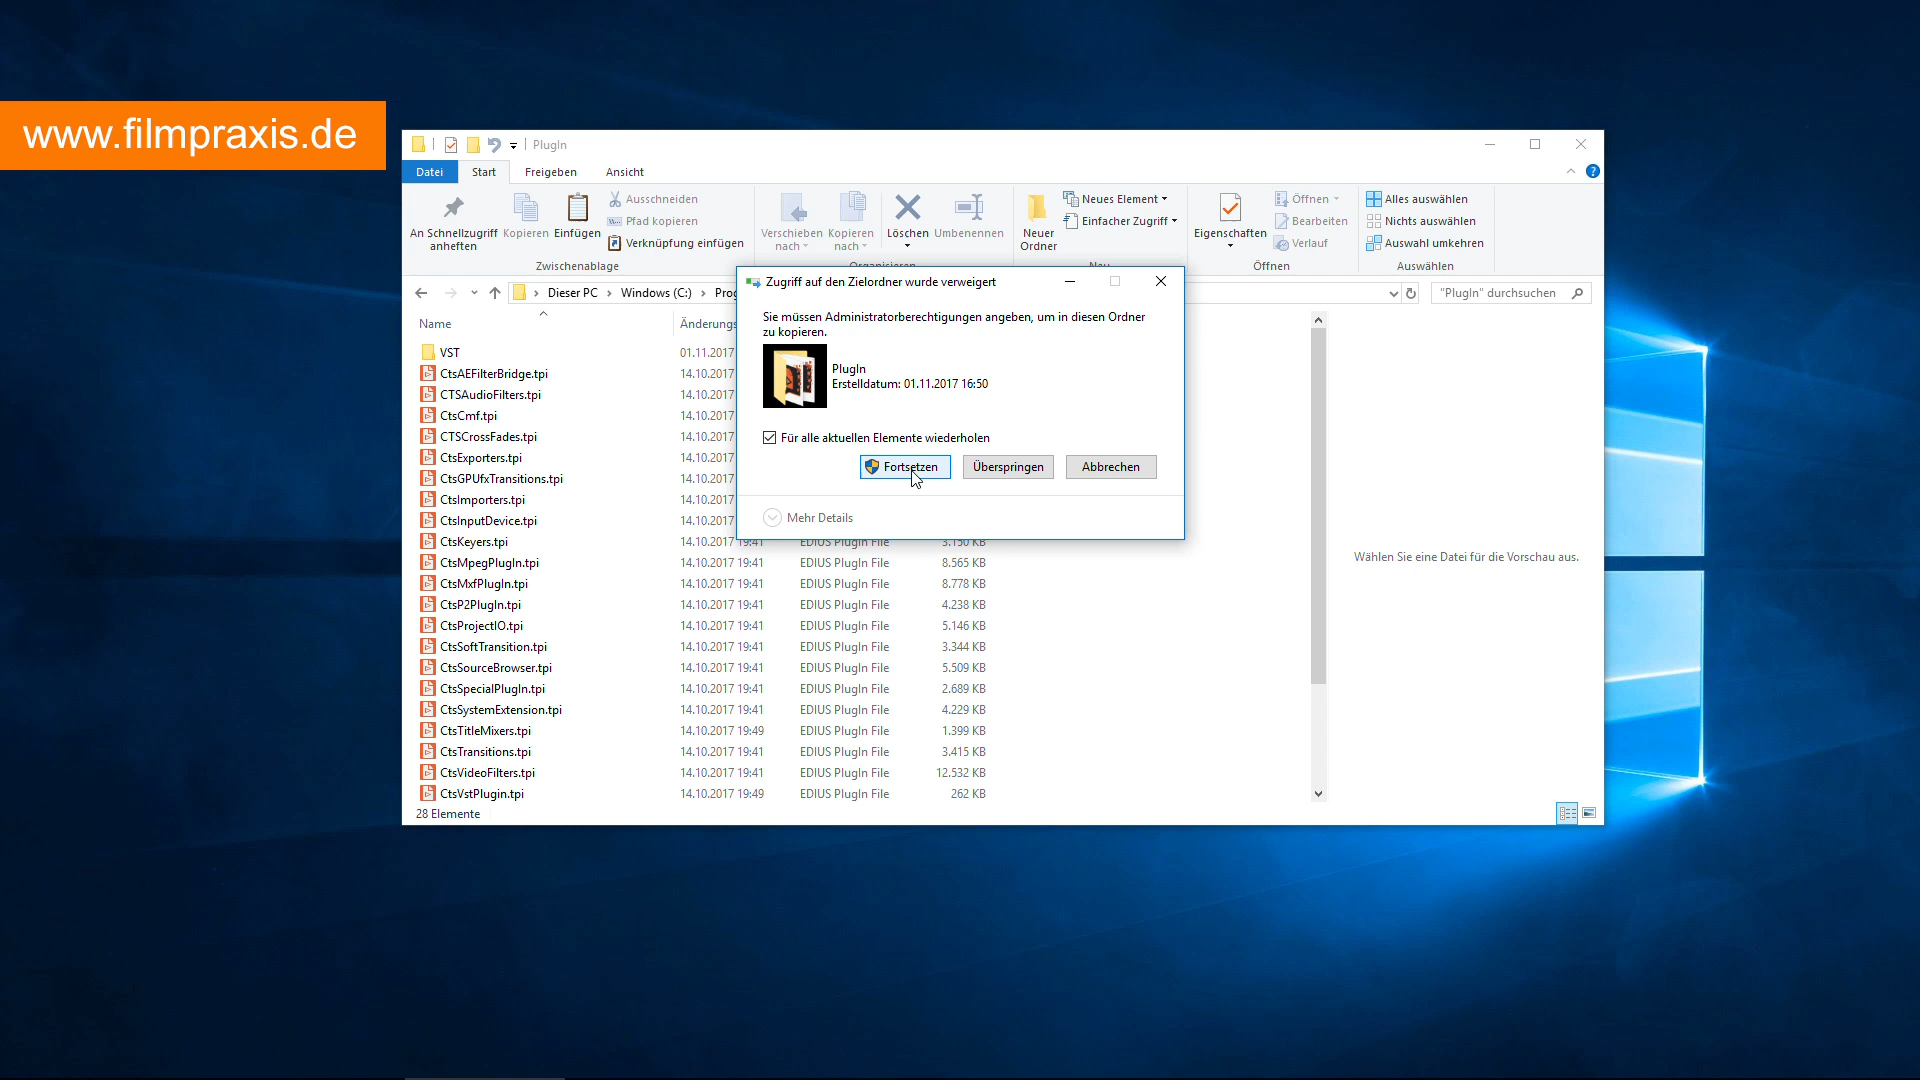 www.filmpraxis.de
PlugIn
Datei Start Freigeben Ansicht
An Schnellzugriff anheften
Kopieren
Einfügen
Ausschneiden
Pfad kopieren
Verknüpfung einfügen
Zwischenablage
Verschieben nach
Kopieren nach
Löschen
Umbenennen
Organisieren
Neuer Ordner
Neues Element
Einfacher Zugriff
Neu
Eigenschaften
Öffnen
Bearbeiten
Verlauf
Öffnen
Alles auswählen
Nichts auswählen
Auswahl umkehren
Auswählen
Dieser PC > Windows (C:) > Prog
"PlugIn" durchsuchen
Name Änderungs
VST 01.11.2017
CtsAEFilterBridge.tpi 14.10.2017
CTSAudioFilters.tpi 14.10.2017
CtsCmf.tpi 14.10.2017
CTSCrossFades.tpi 14.10.2017
CtsExporters.tpi 14.10.2017
CtsGPUfxTransitions.tpi 14.10.2017
CtsImporters.tpi 14.10.2017
CtsInputDevice.tpi 14.10.2017
CtsKeyers.tpi 14.10.2017 19:41 EDIUS PlugIn File 3.150 KB
CtsMpegPlugIn.tpi 14.10.2017 19:41 EDIUS PlugIn File 8.565 KB
CtsMxfPlugIn.tpi 14.10.2017 19:41 EDIUS PlugIn File 8.778 KB
CtsP2PlugIn.tpi 14.10.2017 19:41 EDIUS PlugIn File 4.238 KB
CtsProjectIO.tpi 14.10.2017 19:41 EDIUS PlugIn File 5.146 KB
CtsSoftTransition.tpi 14.10.2017 19:41 EDIUS PlugIn File 3.344 KB
CtsSourceBrowser.tpi 14.10.2017 19:41 EDIUS PlugIn File 5.509 KB
CtsSpecialPlugIn.tpi 14.10.2017 19:41 EDIUS PlugIn File 2.689 KB
CtsSystemExtension.tpi 14.10.2017 19:41 EDIUS PlugIn File 4.229 KB
CtsTitleMixers.tpi 14.10.2017 19:49 EDIUS PlugIn File 1.399 KB
CtsTransitions.tpi 14.10.2017 19:41 EDIUS PlugIn File 3.415 KB
CtsVideoFilters.tpi 14.10.2017 19:41 EDIUS PlugIn File 12.532 KB
CtsVstPlugin.tpi 14.10.2017 19:49 EDIUS PlugIn File 262 KB
28 Elemente
Zugriff auf den Zielordner wurde verweigert
Sie müssen Administratorberechtigungen angeben, um in diesen Ordner
zu kopieren.
PlugIn
Erstelldatum: 01.11.2017 16:50
Für alle aktuellen Elemente wiederholen
Fortsetzen Überspringen Abbrechen
Mehr Details
Wählen Sie eine Datei für die Vorschau aus.